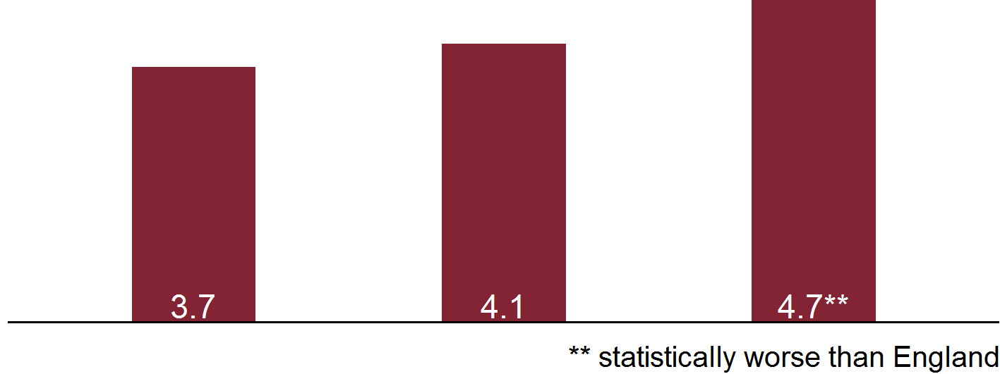 3.7
4.1
4.7**
** statistically worse than England